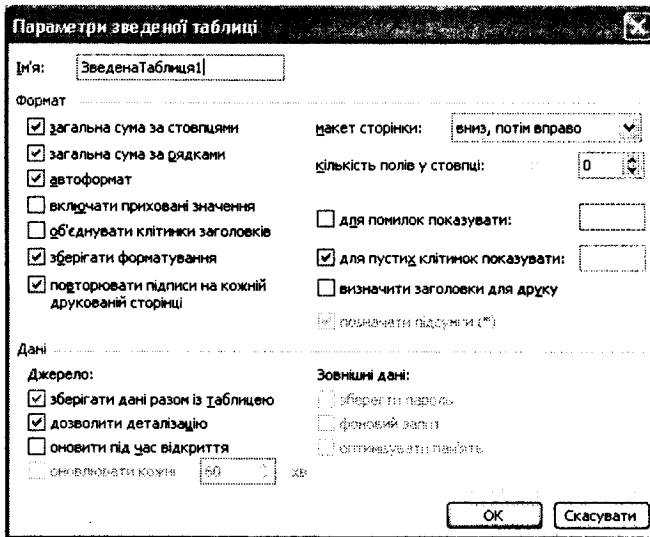 Параметри зведеної таблиці
Ім'я: ЗведенаТаблиця1
Формат
загальна сума за стовпцями
загальна сума за рядками
автоформат
включати приховані значення
об'єднувати клітинки заголовків
зберігати форматування
повторювати підписи на кожній
друкованій сторінці
макет сторінки: вниз, потім вправо
кількість полів у стовпці: 0
для помилок показувати:
для пустих клітинок показувати:
визначити заголовки для друку
позначати підсумки (*)
Дані
Джерело:
зберігати дані разом із таблицею
дозволити деталізацію
оновити під час відкриття
оновлювати кожні 60 хв
Зовнішні дані:
зберегти пароль
фоновий запит
оптимізувати пам'ять
ОК Скасувати